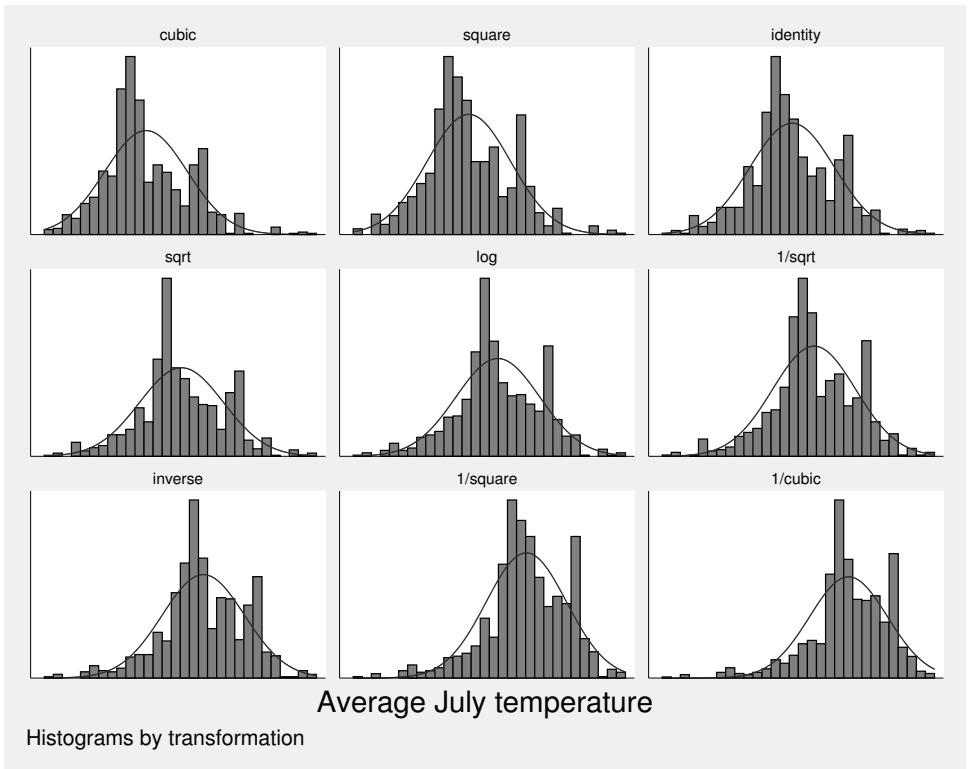 cubic
square
identity
sqrt
log
1/sqrt
inverse
1/square
1/cubic
Average July temperature
Histograms by transformation